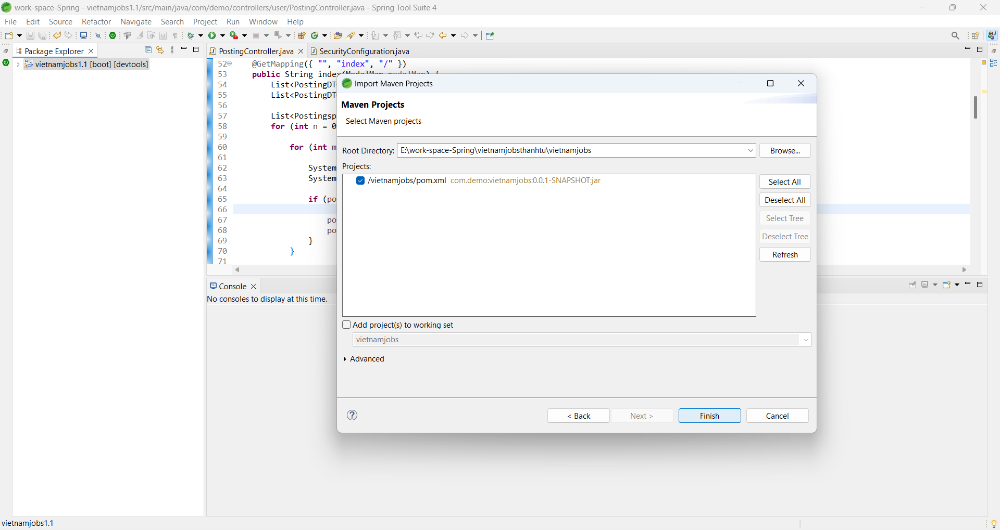 work-space-Spring - vietnamjobs1.1/src/main/java/com/demo/controllers/user/PostingController.java - Spring Tool Suite 4
File Edit Source Refactor Navigate Search Project Run Window Help
Package Explorer
vietnamjobs1.1 [boot] [devtools]
PostingController.java
SecurityConfiguration.java
52 @GetMapping({ "", "index", "/" })
53 public String index(ModelMap modelMap) {
54 List<PostingDT
55 List<PostingDT
56
57 List<Postingsp
58 for (int n = 0
59
60 for (int m
61
62 System
63 System
64
65 if (po
66
67 po
68 po
69 }
70 }
71
Import Maven Projects
Maven Projects
Select Maven projects
Root Directory: E:\work-space-Spring\vietnamjobsthanhtu\vietnamjobs Browse...
Projects:
/vietnamjobs/pom.xml com.demo:vietnamjobs:0.0.1-SNAPSHOT:jar
Select All
Deselect All
Select Tree
Deselect Tree
Refresh
Add project(s) to working set
vietnamjobs
Advanced
< Back Next > Finish Cancel
Console
No consoles to display at this time.
vietnamjobs1.1